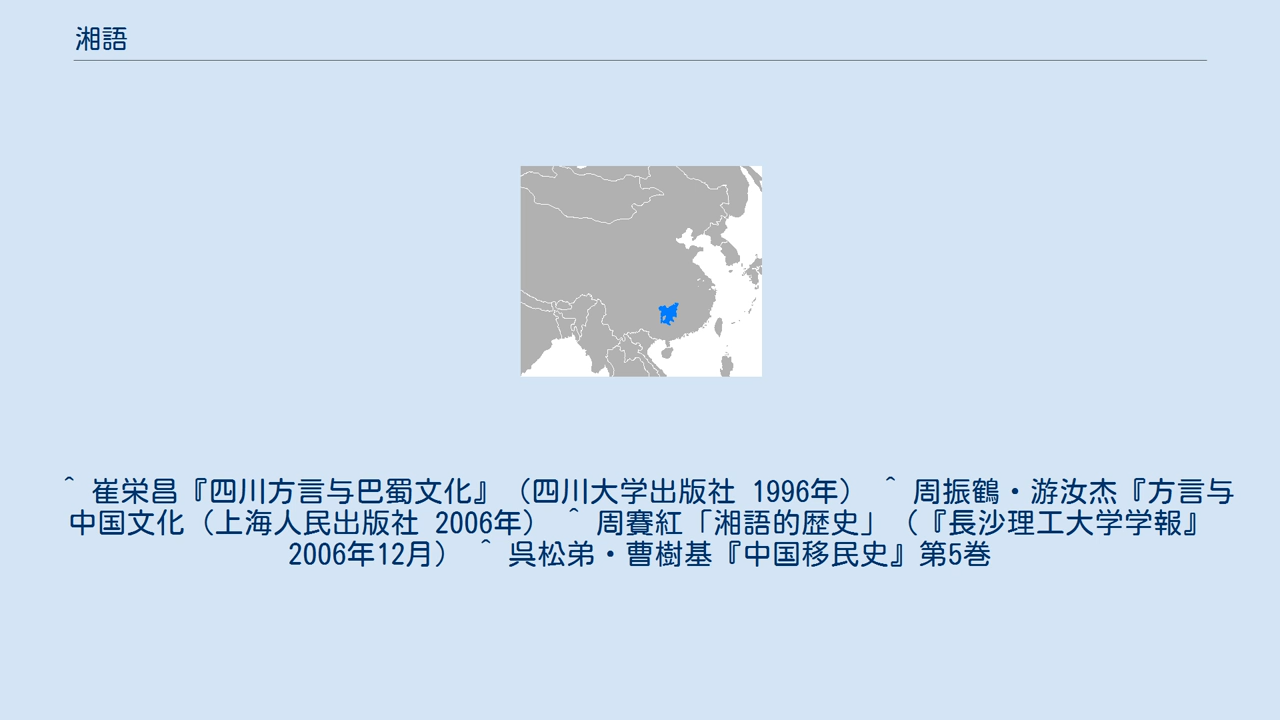 湘語
^ 崔栄昌『四川方言与巴蜀文化』（四川大学出版社 1996年） ^ 周振鶴・游汝杰『方言与
中国文化（上海人民出版社 2006年） ^ 周賽紅「湘語的歴史」（『長沙理工大学学報』
2006年12月） ^ 呉松弟・曹樹基『中国移民史』第5巻